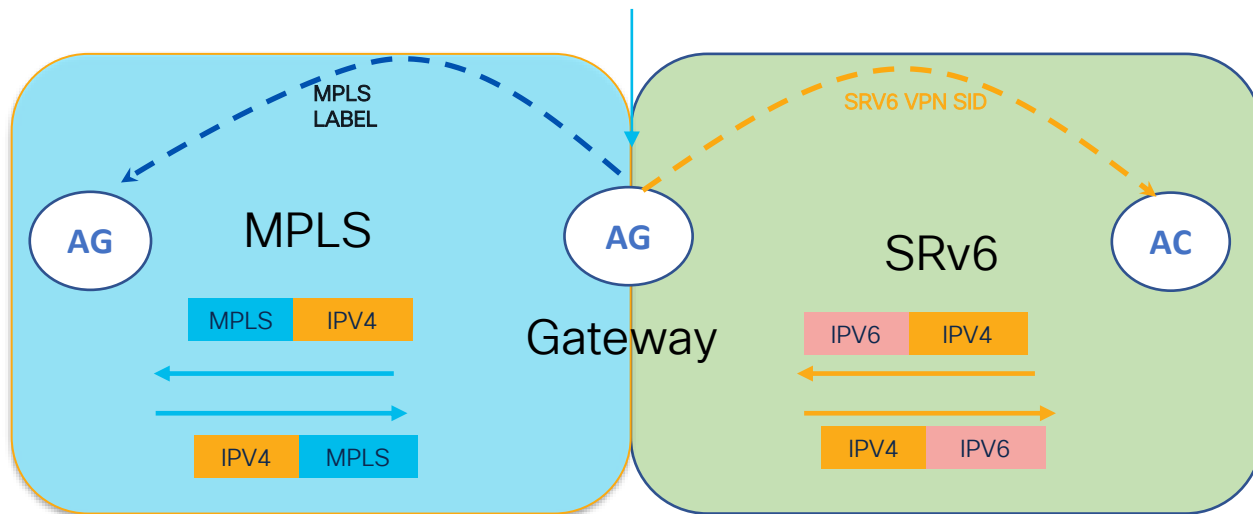 MPLS
LABEL
SRV6 VPN SID
AG
MPLS
AG
SRv6
AC
MPLS IPV4
Gateway
IPV6 IPV4
IPV4 MPLS
IPV4 IPV6